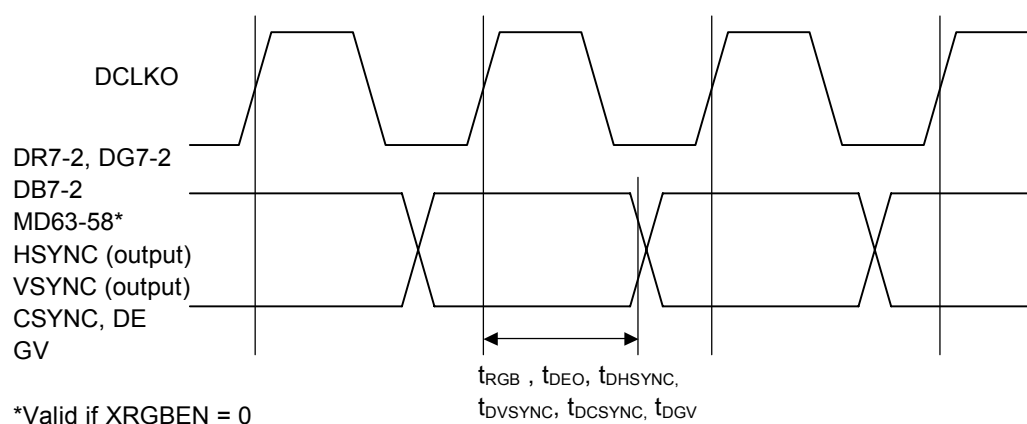 DCLKO
DR7-2, DG7-2
DB7-2
MD63-58*
HSYNC (output)
VSYNC (output)
CSYNC, DE
GV
tRGB , tDEO, tDHSYNC,
tDVSYNC, tDCSYNC, tDGV
*Valid if XRGBEN = 0